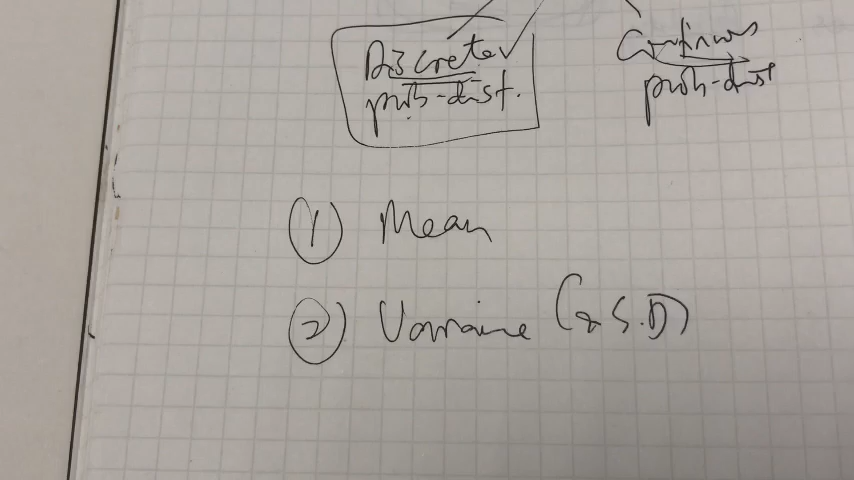 Discrete
prob-dist.
Continuous
prob-dist
① Mean
② Variance (& S.D)